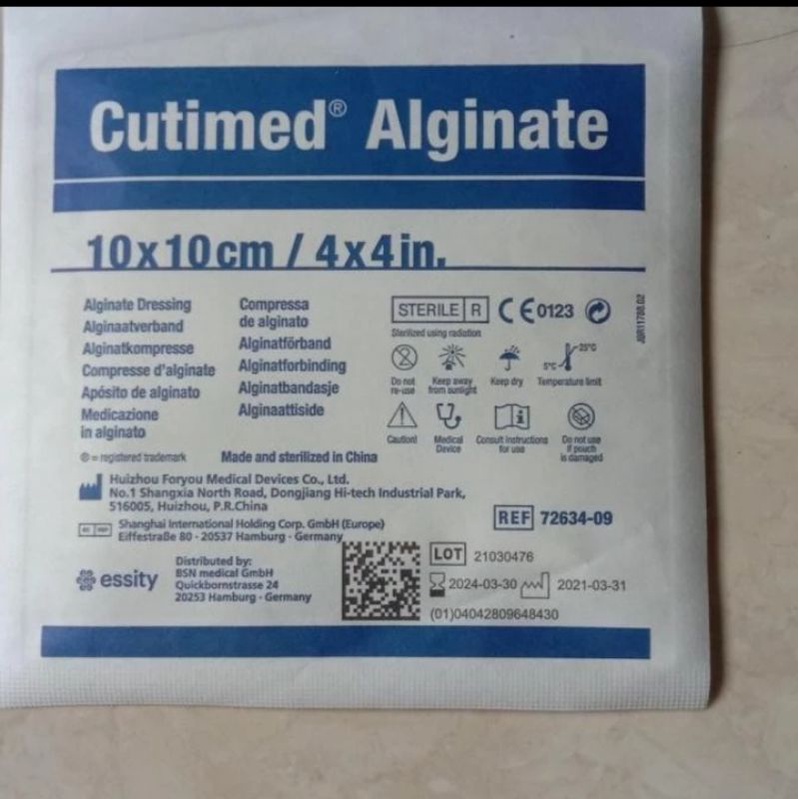 Cutimed® Alginate
10x10cm / 4x4in.
Alginate Dressing
Alginaatverband
Alginatkompresse
Compresse d'alginate
Apósito de alginato
Medicazione
in alginato
Compressa
de alginato
Alginatförband
Alginatforbinding
Alginatbandasje
Alginaattiside
STERILE R
CE 0123
Sterilized using radiation
25°C
5°C
Do not
re-use
Keep away
from sunlight
Keep dry
Temperature limit
Caution!
Medical
Device
Consult instructions
for use
Do not use
if pouch
is damaged
® = registered trademark
Made and sterilized in China
Huizhou Foryou Medical Devices Co., Ltd.
No.1 Shangxia North Road, Dongjiang Hi-tech Industrial Park,
516005, Huizhou, P.R.China
EC REP
Shanghai International Holding Corp. GmbH (Europe)
Eiffestraße 80 · 20537 Hamburg · Germany
REF 72634-09
essity
Distributed by:
BSN medical GmbH
Quickbornstrasse 24
20253 Hamburg · Germany
LOT 21030476
2024-03-30 2021-03-31
(01)04042809648430